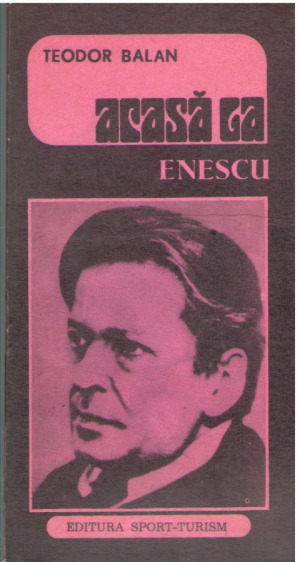 TEODOR BALAN
acasă la
ENESCU
EDITURA SPORT-TURISM